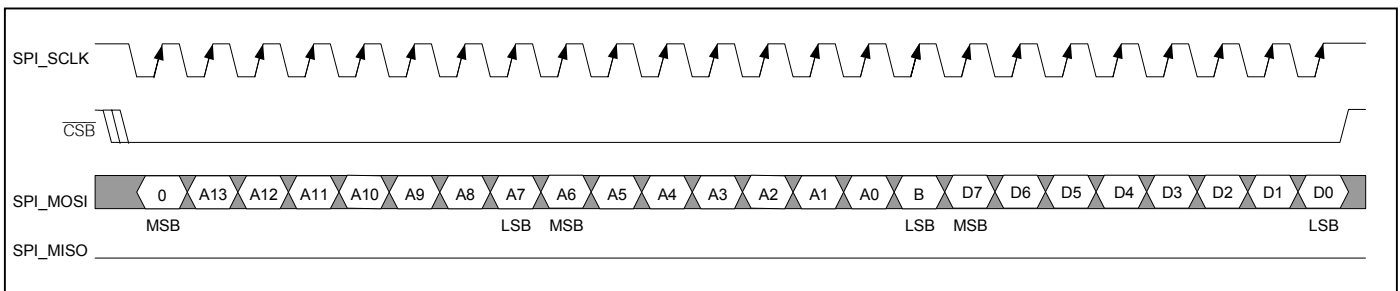 SPI_SCLK
CSB
SPI_MOSI 0 A13 A12 A11 A10 A9 A8 A7 A6 A5 A4 A3 A2 A1 A0 B D7 D6 D5 D4 D3 D2 D1 D0
MSB LSB MSB LSB MSB LSB
SPI_MISO